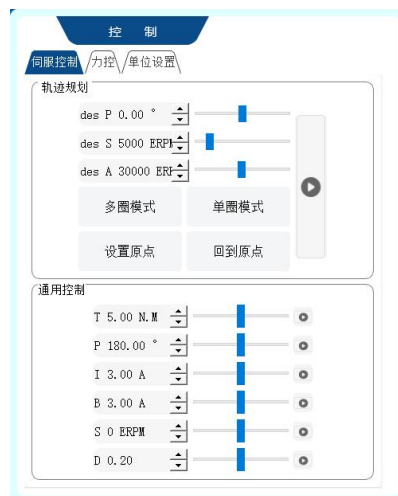 控 制
伺服控制 力控 单位设置
轨迹规划
des P 0.00 °
des S 5000 ERPM
des A 30000 ER
多圈模式 单圈模式
设置原点 回到原点
通用控制
T 5.00 N.M
P 180.00 °
I 3.00 A
B 3.00 A
S 0 ERPM
D 0.20